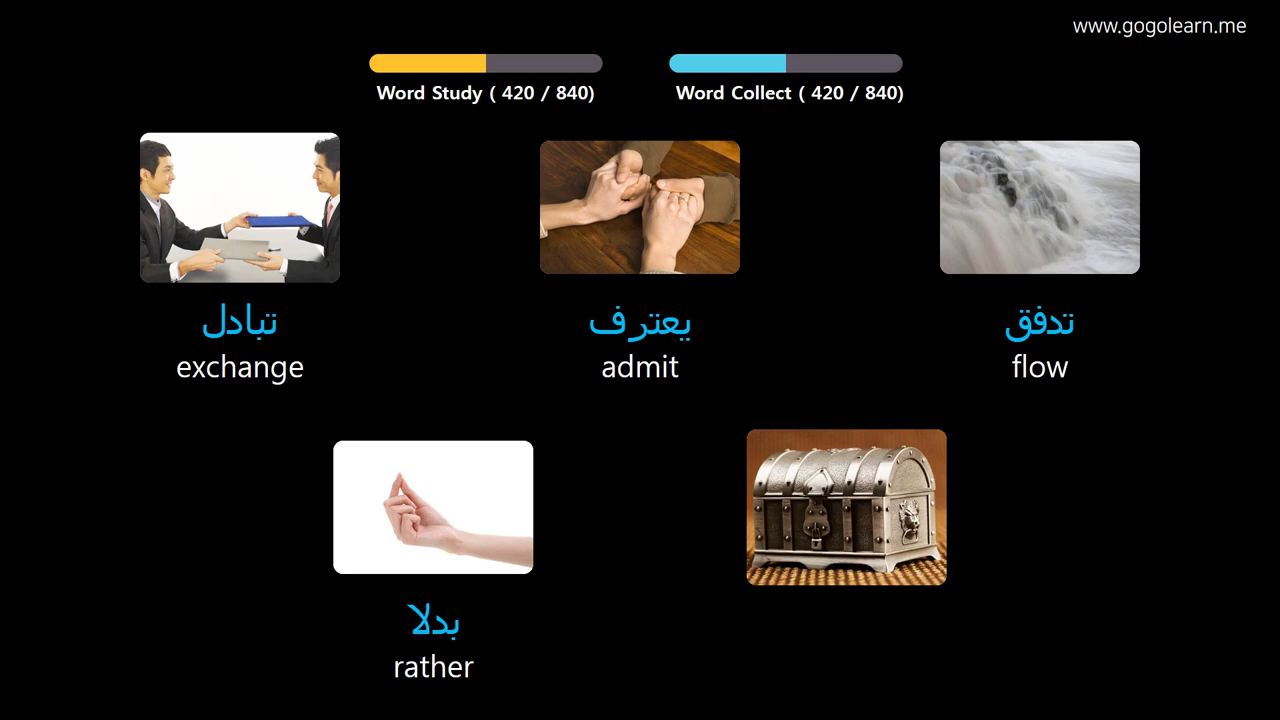 www.gogolearn.me
Word Study ( 420 / 840)
Word Collect ( 420 / 840)
تبادل
exchange
يعترف
admit
تدفق
flow
بدلا
rather